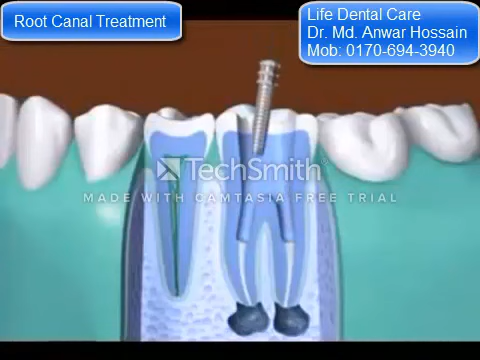 Root Canal Treatment
Life Dental Care
Dr. Md. Anwar Hossain
Mob: 0170-694-3940
TechSmith®
MADE WITH CAMTASIA FREE TRIAL